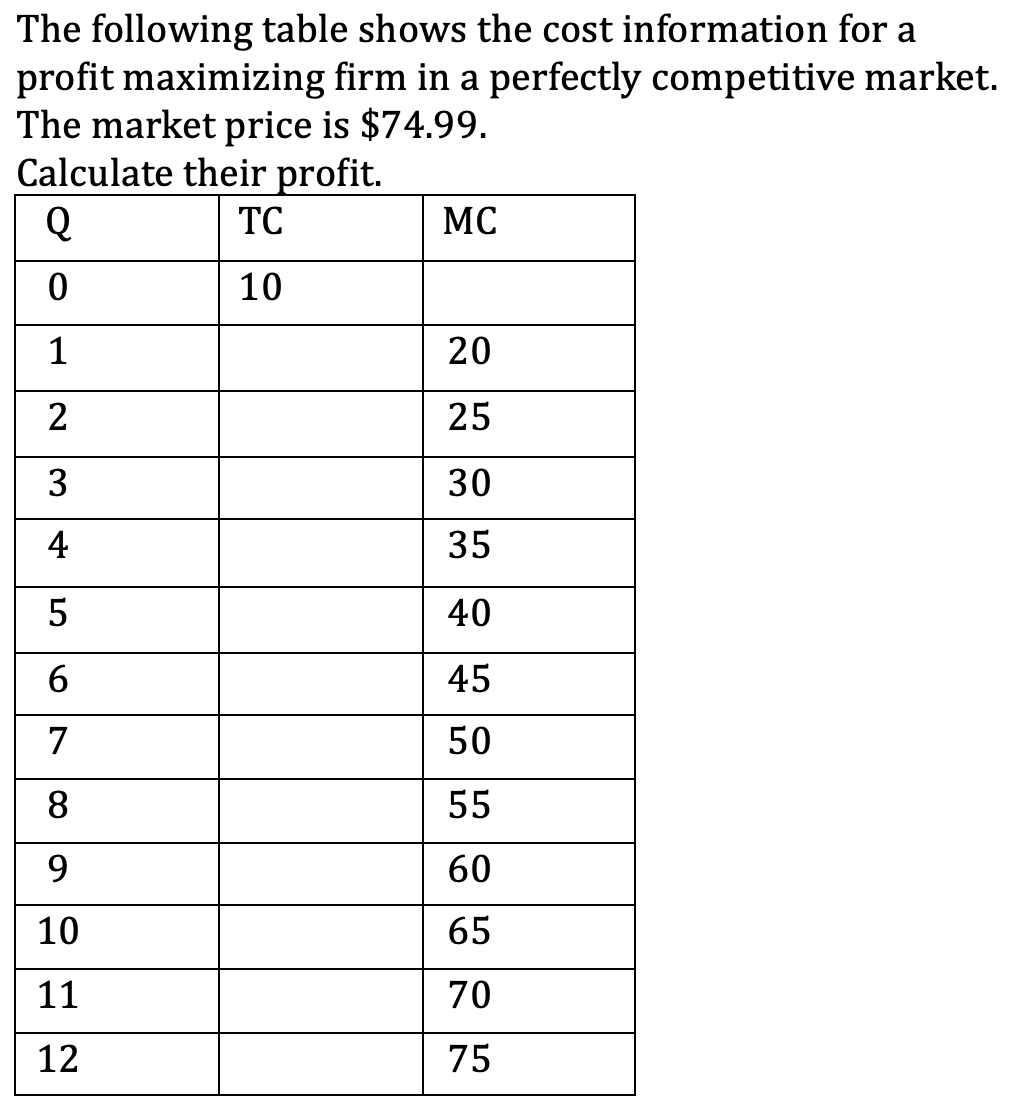 The following table shows the cost information for a
profit maximizing firm in a perfectly competitive market.
The market price is $74.99.
Calculate their profit.
Q TC MC
0 10
1 20
2 25
3 30
4 35
5 40
6 45
7 50
8 55
9 60
10 65
11 70
12 75